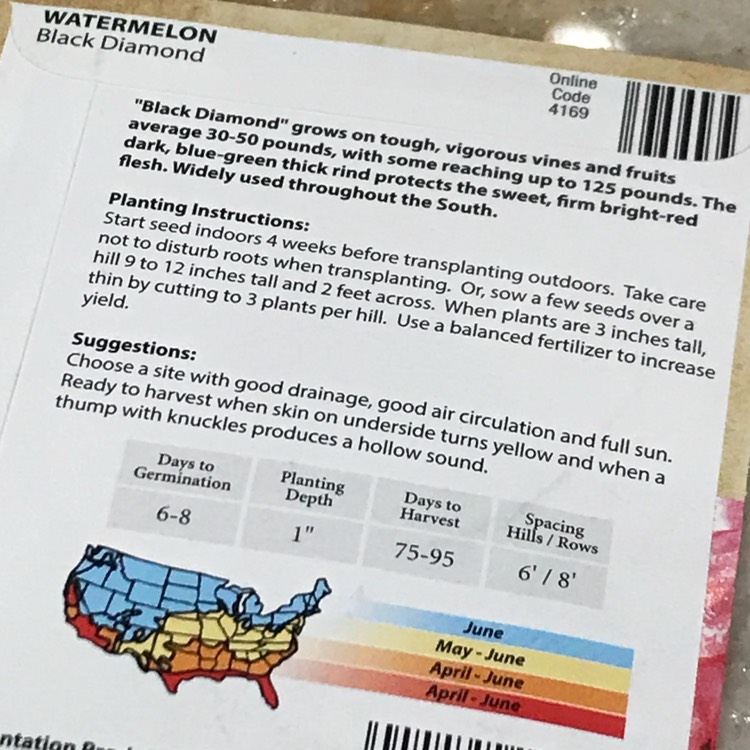 WATERMELON
Black Diamond
Online
Code
4169
"Black Diamond" grows on tough, vigorous vines and fruits
average 30-50 pounds, with some reaching up to 125 pounds. The
dark, blue-green thick rind protects the sweet, firm bright-red
flesh. Widely used throughout the South.
Planting Instructions:
Start seed indoors 4 weeks before transplanting outdoors. Take care
not to disturb roots when transplanting. Or, sow a few seeds over a
hill 9 to 12 inches tall and 2 feet across. When plants are 3 inches tall,
thin by cutting to 3 plants per hill. Use a balanced fertilizer to increase
yield.
Suggestions:
Choose a site with good drainage, good air circulation and full sun.
Ready to harvest when skin on underside turns yellow and when a
thump with knuckles produces a hollow sound.
Days to
Germination
Planting
Depth
Days to
Harvest
Spacing
Hills / Rows
6-8
1"
75-95
6' / 8'
June
May - June
April - June
April - June